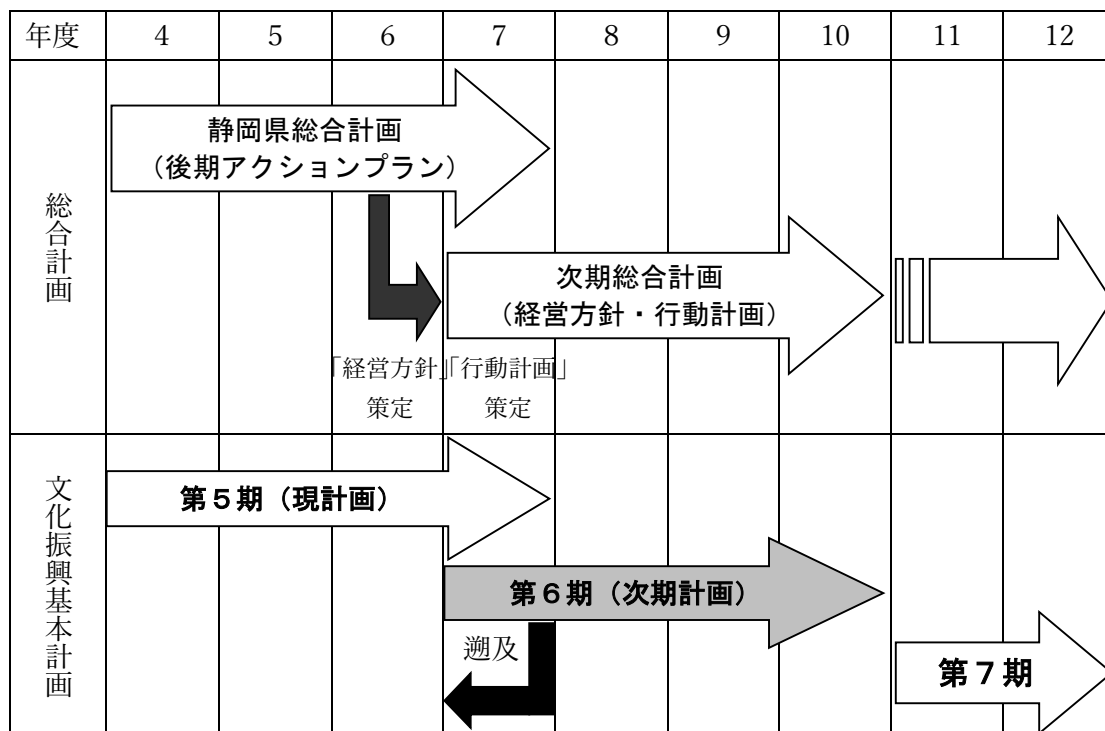 年度 4 5 6 7 8 9 10 11 12
総合計画
静岡県総合計画
（後期アクションプラン）
次期総合計画
（経営方針・行動計画）
「経営方針」「行動計画」
策定 策定
文化振興基本計画
第５期（現計画）
第６期（次期計画）
遡及
第７期